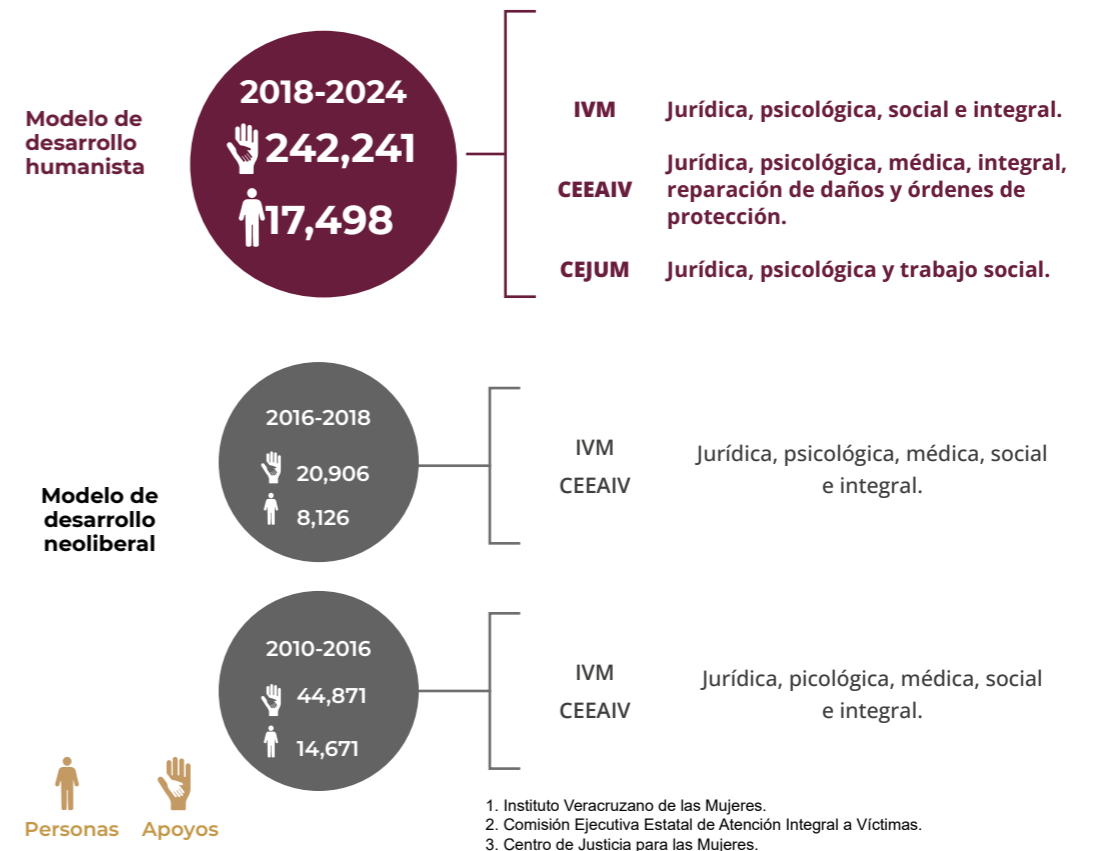 Modelo de
desarrollo
humanista
2018-2024
242,241
17,498
IVM
Jurídica, psicológica, social e integral.
CEEAIV
Jurídica, psicológica, médica, integral,
reparación de daños y órdenes de
protección.
CEJUM
Jurídica, psicológica y trabajo social.
Modelo de
desarrollo
neoliberal
2016-2018
20,906
8,126
IVM
CEEAIV
Jurídica, psicológica, médica, social
e integral.
2010-2016
44,871
14,671
IVM
CEEAIV
Jurídica, picológica, médica, social
e integral.
Personas
Apoyos
1. Instituto Veracruzano de las Mujeres.
2. Comisión Ejecutiva Estatal de Atención Integral a Víctimas.
3. Centro de Justicia para las Mujeres.